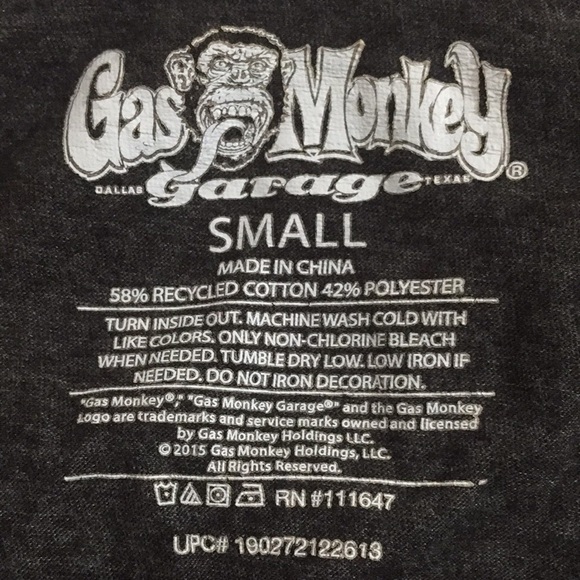 Gas Monkey
DALLAS garage TEXAS ®
SMALL
MADE IN CHINA
58% RECYCLED COTTON 42% POLYESTER
TURN INSIDE OUT. MACHINE WASH COLD WITH
LIKE COLORS. ONLY NON-CHLORINE BLEACH
WHEN NEEDED. TUMBLE DRY LOW. LOW IRON IF
NEEDED. DO NOT IRON DECORATION.
"Gas Monkey®," "Gas Monkey Garage®" and the Gas Monkey
Logo are trademarks and service marks owned and licensed
by Gas Monkey Holdings LLC.
© 2015 Gas Monkey Holdings, LLC.
All Rights Reserved.
RN #111647
UPC# 190272122613